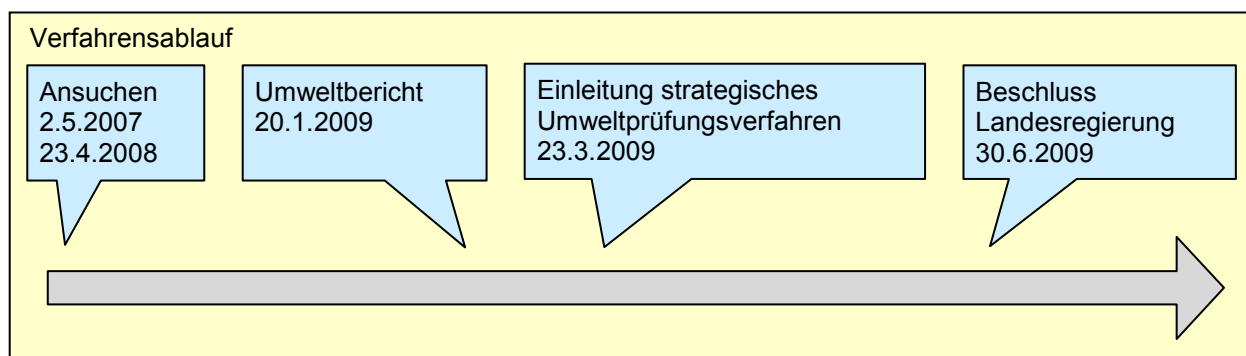 Verfahrensablauf
Ansuchen
2.5.2007
23.4.2008
Umweltbericht
20.1.2009
Einleitung strategisches
Umweltprüfungsverfahren
23.3.2009
Beschluss
Landesregierung
30.6.2009